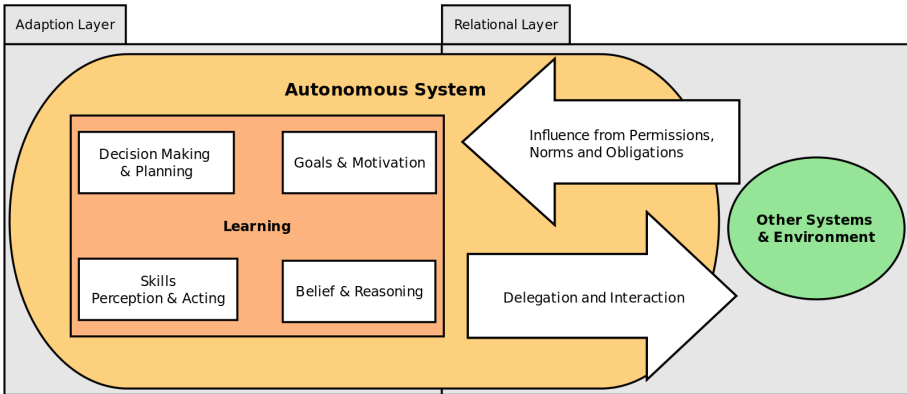 Adaption Layer
Relational Layer
Autonomous System
Decision Making
& Planning
Goals & Motivation
Learning
Skills
Perception & Acting
Belief & Reasoning
Influence from Permissions,
Norms and Obligations
Delegation and Interaction
Other Systems
& Environment